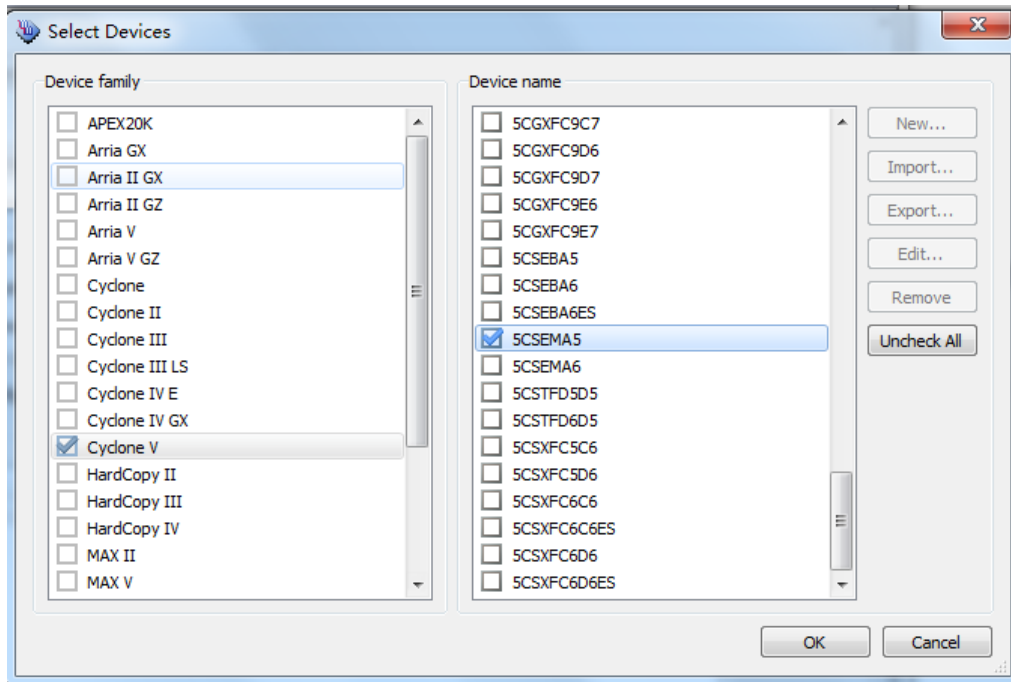 Select Devices
Device family
APEX20K
Arria GX
Arria II GX
Arria II GZ
Arria V
Arria V GZ
Cyclone
Cyclone II
Cyclone III
Cyclone III LS
Cyclone IV E
Cyclone IV GX
Cyclone V
HardCopy II
HardCopy III
HardCopy IV
MAX II
MAX V
Device name
5CGXFC9C7
5CGXFC9D6
5CGXFC9D7
5CGXFC9E6
5CGXFC9E7
5CSEBA5
5CSEBA6
5CSEBA6ES
5CSEMA5
5CSEMA6
5CSTFD5D5
5CSTFD6D5
5CSXFC5C6
5CSXFC5D6
5CSXFC6C6
5CSXFC6C6ES
5CSXFC6D6
5CSXFC6D6ES
New...
Import...
Export...
Edit...
Remove
Uncheck All
OK
Cancel